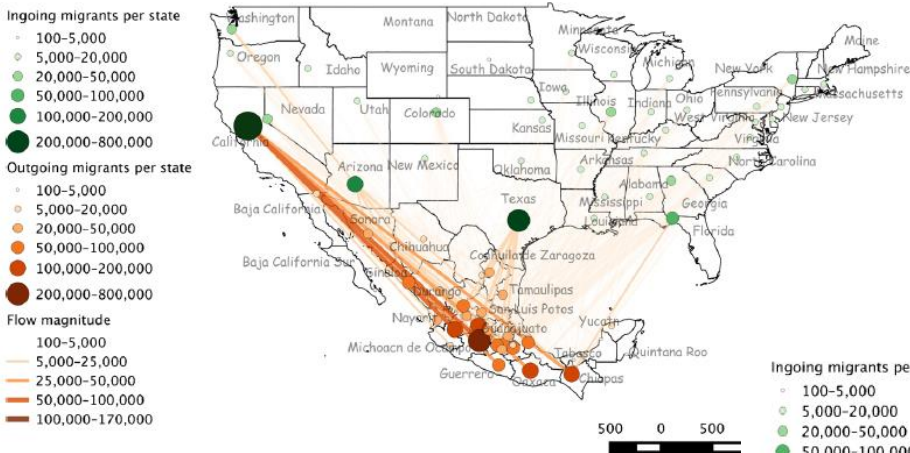 Ingoing migrants per state
100-5,000
5,000-20,000
20,000-50,000
50,000-100,000
100,000-200,000
200,000-800,000
Outgoing migrants per state
100-5,000
5,000-20,000
20,000-50,000
50,000-100,000
100,000-200,000
200,000-800,000
Flow magnitude
100-5,000
5,000-25,000
25,000-50,000
50,000-100,000
100,000-170,000
Washington
Montana
North Dakota
Minnesota
Maine
Oregon
Idaho
Wyoming
South Dakota
Wisconsin
Michigan
New York
New Hampshire
Massachusetts
Nevada
Utah
Colorado
Iowa
Illinois
Indiana
Ohio
Pennsylvania
New Jersey
California
Kansas
Missouri
Kentucky
West Virginia
Virginia
Arizona
New Mexico
Oklahoma
Arkansas
North Carolina
Texas
Mississippi
Alabama
Georgia
Louisiana
Florida
Baja California
Sonora
Chihuahua
Coahuila de Zaragoza
Baja California Sur
Sinaloa
Durango
Tamaulipas
San Luis Potos
Nayarit
Guanajuato
Yucatn
Michoacn de Ocampo
Tabasco
Quintana Roo
Guerrero
Oaxaca
Chiapas
500 0 500
Ingoing migrants pe
100-5,000
5,000-20,000
20,000-50,000
50,000-100,000